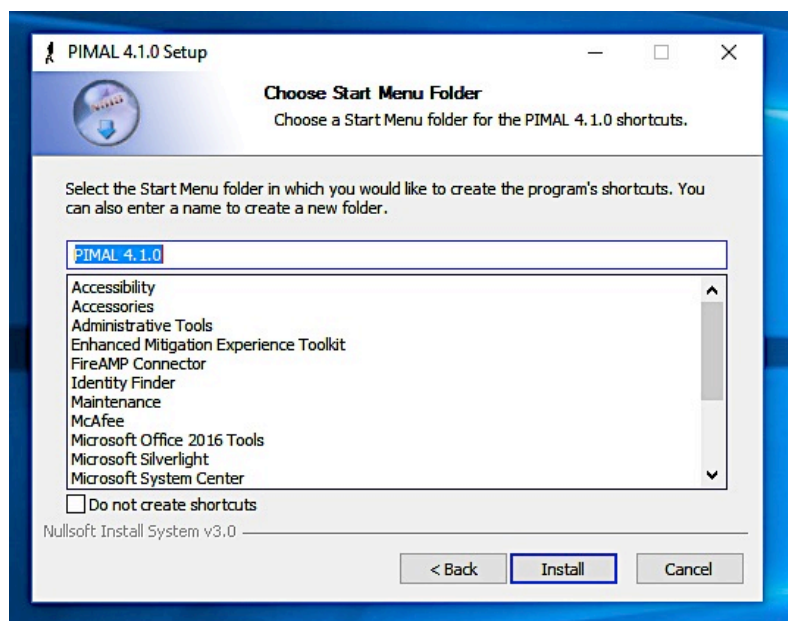 PIMAL 4.1.0 Setup
Choose Start Menu Folder
Choose a Start Menu folder for the PIMAL 4.1.0 shortcuts.
Select the Start Menu folder in which you would like to create the program's shortcuts. You
can also enter a name to create a new folder.
PIMAL 4.1.0
Accessibility
Accessories
Administrative Tools
Enhanced Mitigation Experience Toolkit
FireAMP Connector
Identity Finder
Maintenance
McAfee
Microsoft Office 2016 Tools
Microsoft Silverlight
Microsoft System Center
Do not create shortcuts
Nullsoft Install System v3.0
< Back
Install
Cancel